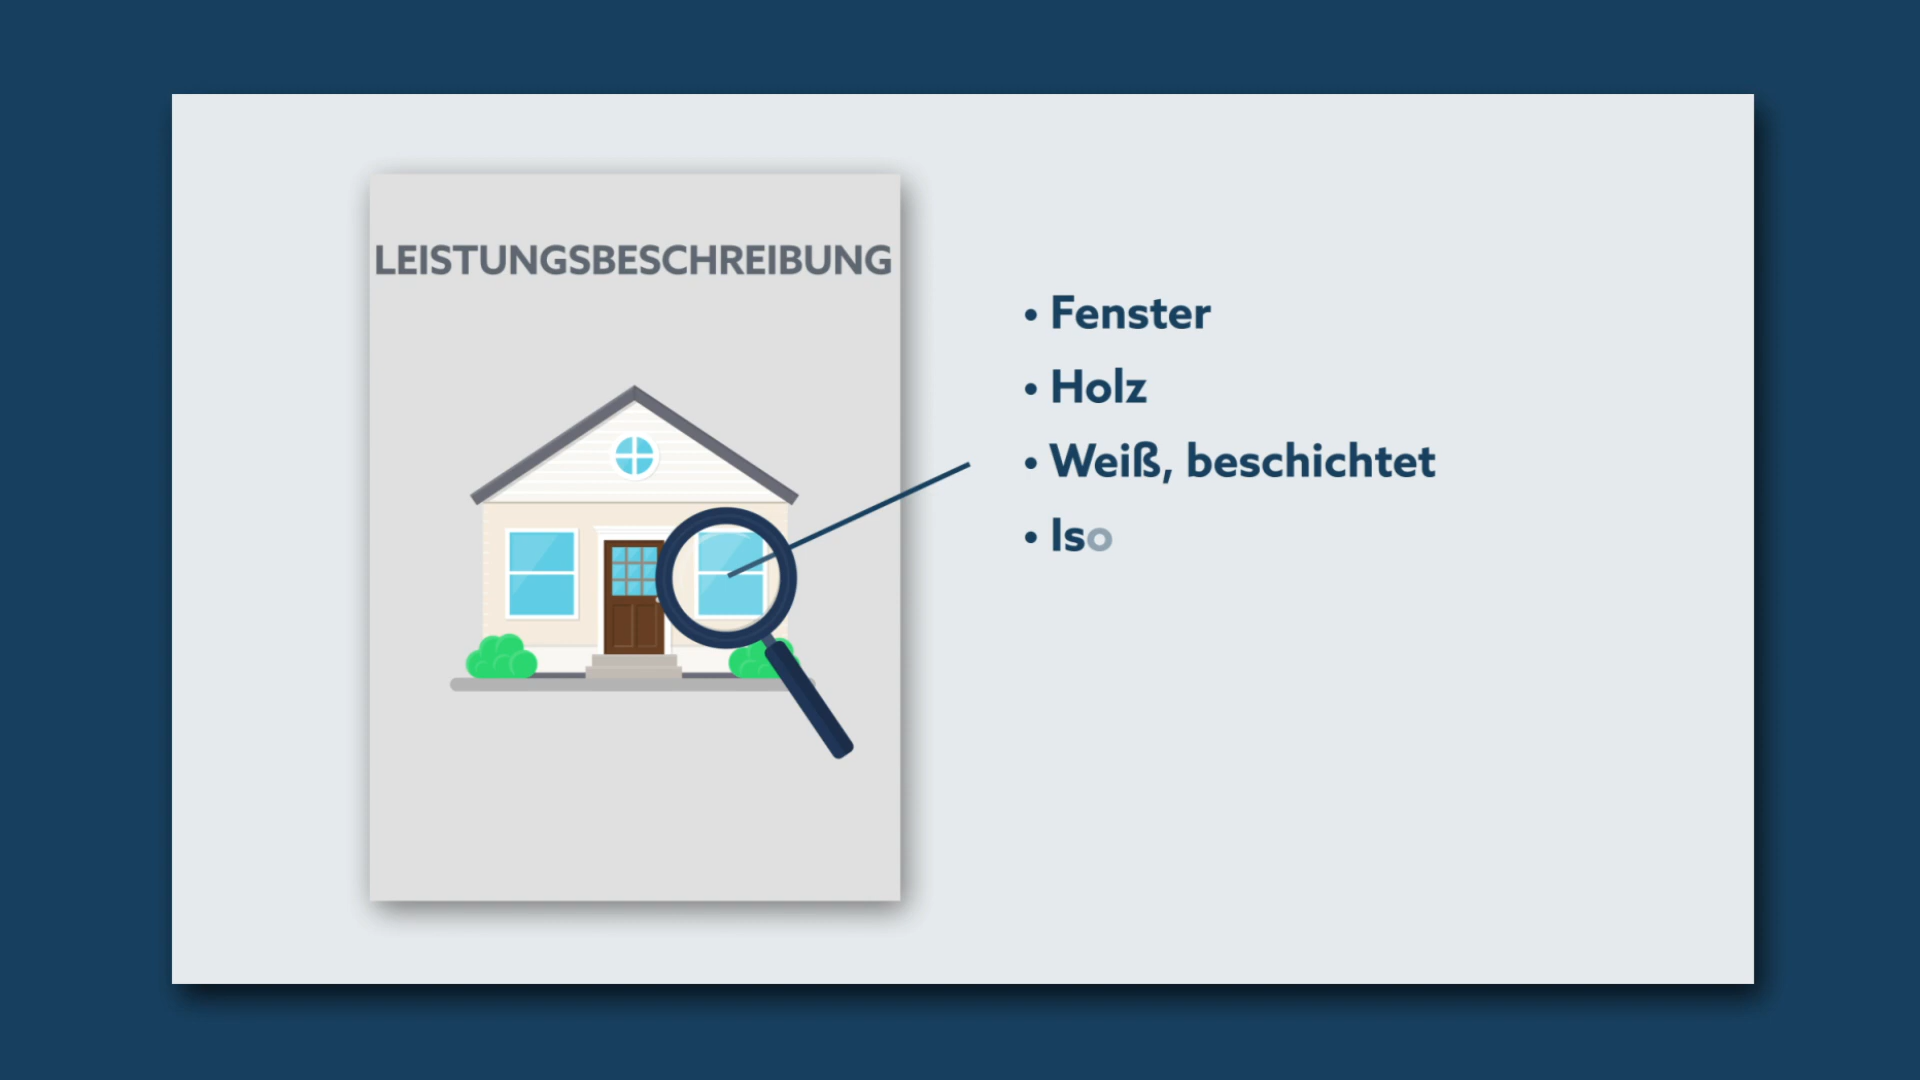 LEISTUNGSBESCHREIBUNG
• Fenster
• Holz
• Weiß, beschichtet
• Iso